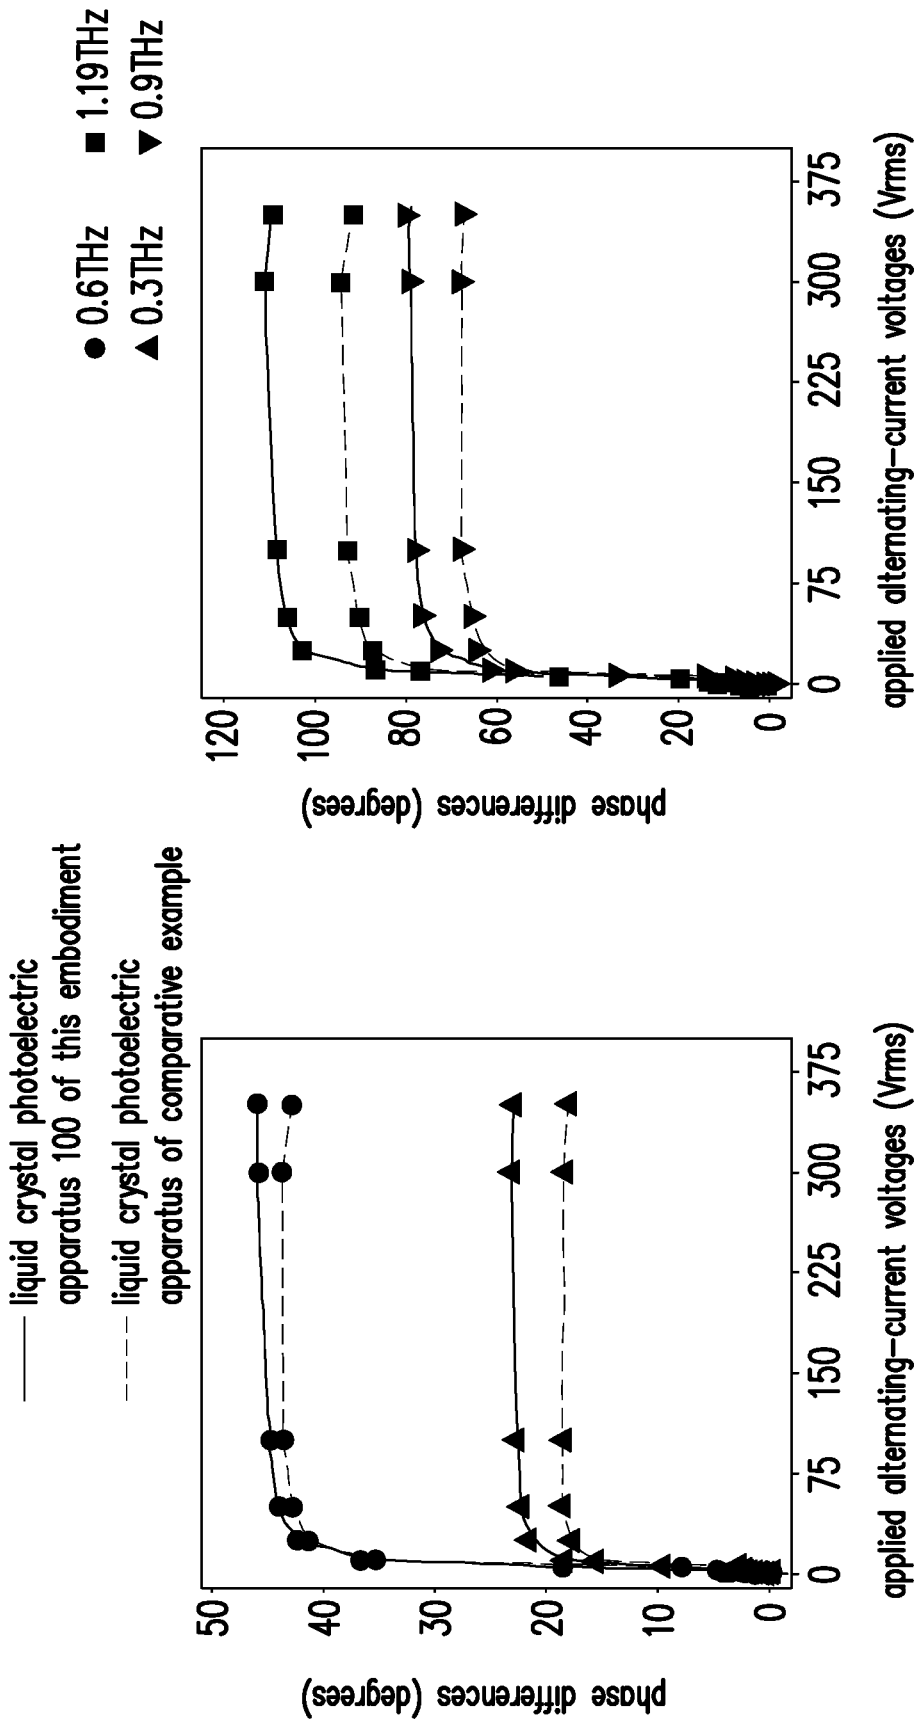 liquid crystal photoelectric
apparatus 100 of this embodiment
liquid crystal photoelectric
apparatus of comparative example
0.6THz
1.19THz
0.3THz
0.9THz
50
40
30
20
10
0
phase differences (degrees)
0
75
150
225
300
375
applied alternating-current voltages (Vrms)
120
100
80
60
40
20
0
phase differences (degrees)
0
75
150
225
300
375
applied alternating-current voltages (Vrms)